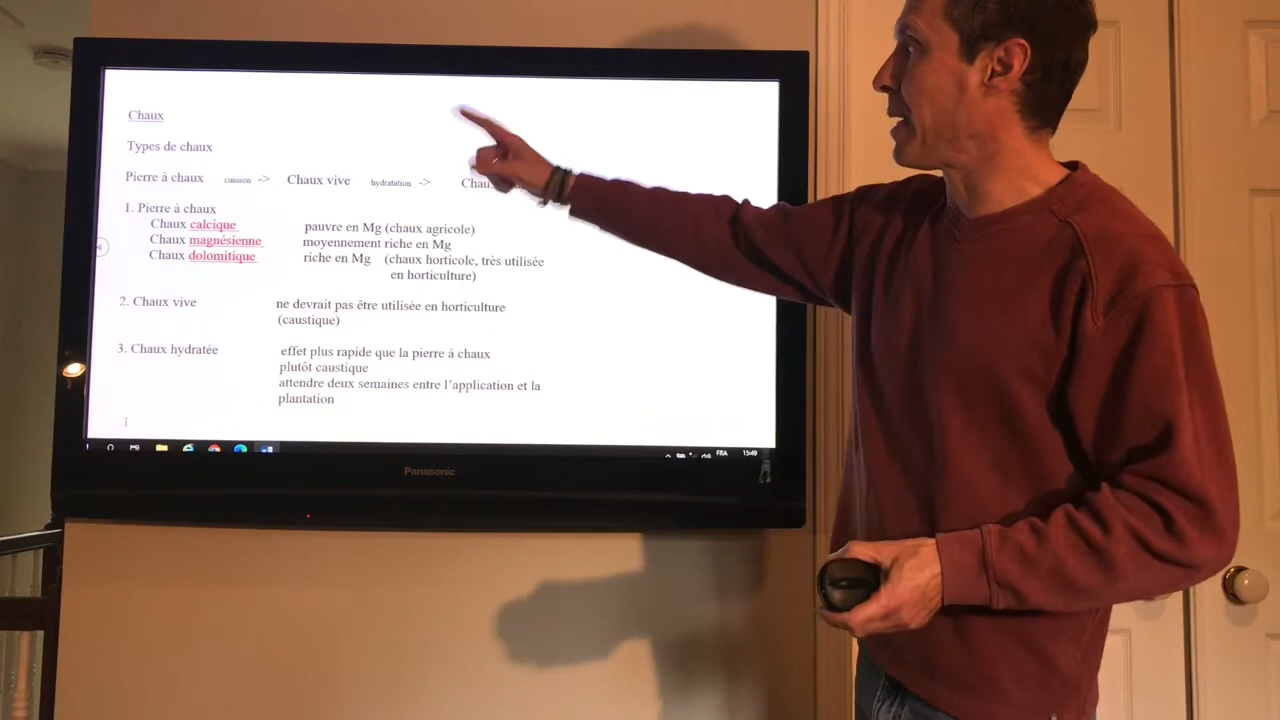 Chaux
Types de chaux
Pierre à chaux cuisson -> Chaux vive hydratation ->
1. Pierre à chaux
Chaux calcique pauvre en Mg (chaux agricole)
Chaux magnésienne moyennement riche en Mg
Chaux dolomitique riche en Mg (chaux horticole, très utilisée
en horticulture)
2. Chaux vive ne devrait pas être utilisée en horticulture
(caustique)
3. Chaux hydratée effet plus rapide que la pierre à chaux
plutôt caustique
attendre deux semaines entre l'application et la
plantation
FRA 15:49
Panasonic